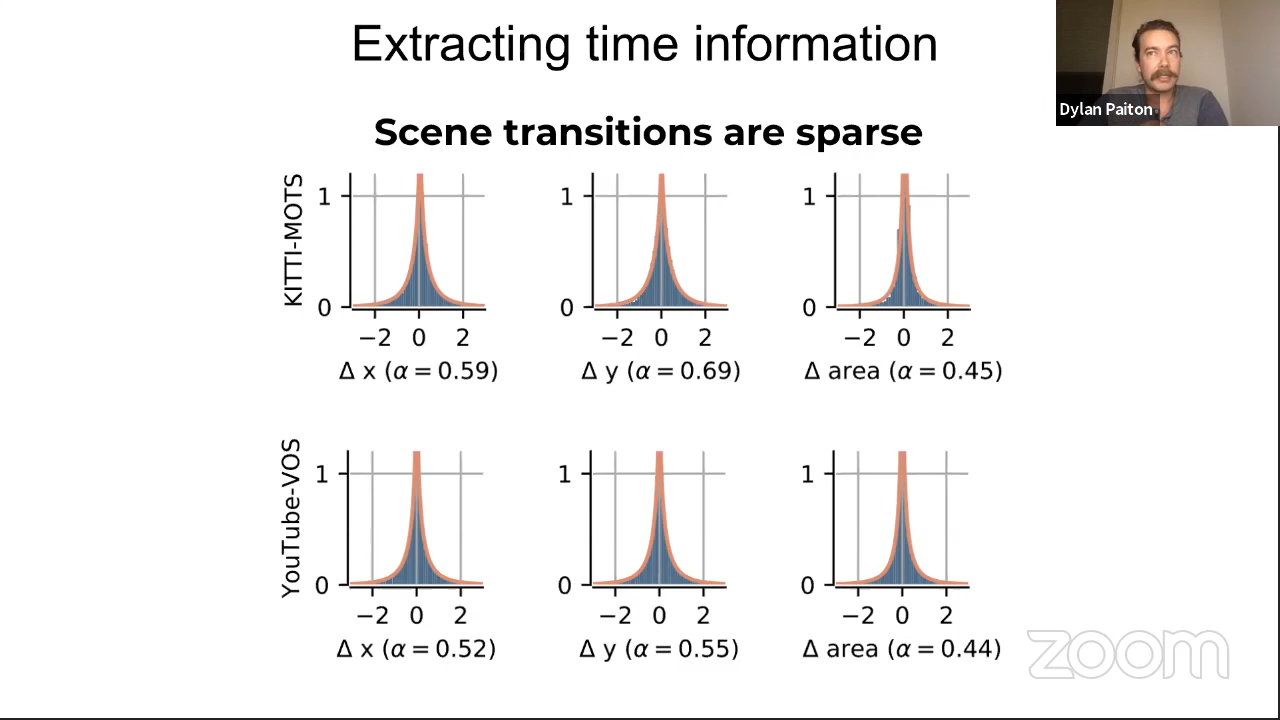 Extracting time information
Dylan Paiton
Scene transitions are sparse
KITTI-MOTS
1
0
−2 0 2
Δ x (α = 0.59)
1
0
−2 0 2
Δ y (α = 0.69)
1
0
−2 0 2
Δ area (α = 0.45)
YouTube-VOS
1
0
−2 0 2
Δ x (α = 0.52)
1
0
−2 0 2
Δ y (α = 0.55)
1
0
−2 0 2
Δ area (α = 0.44)
zoom